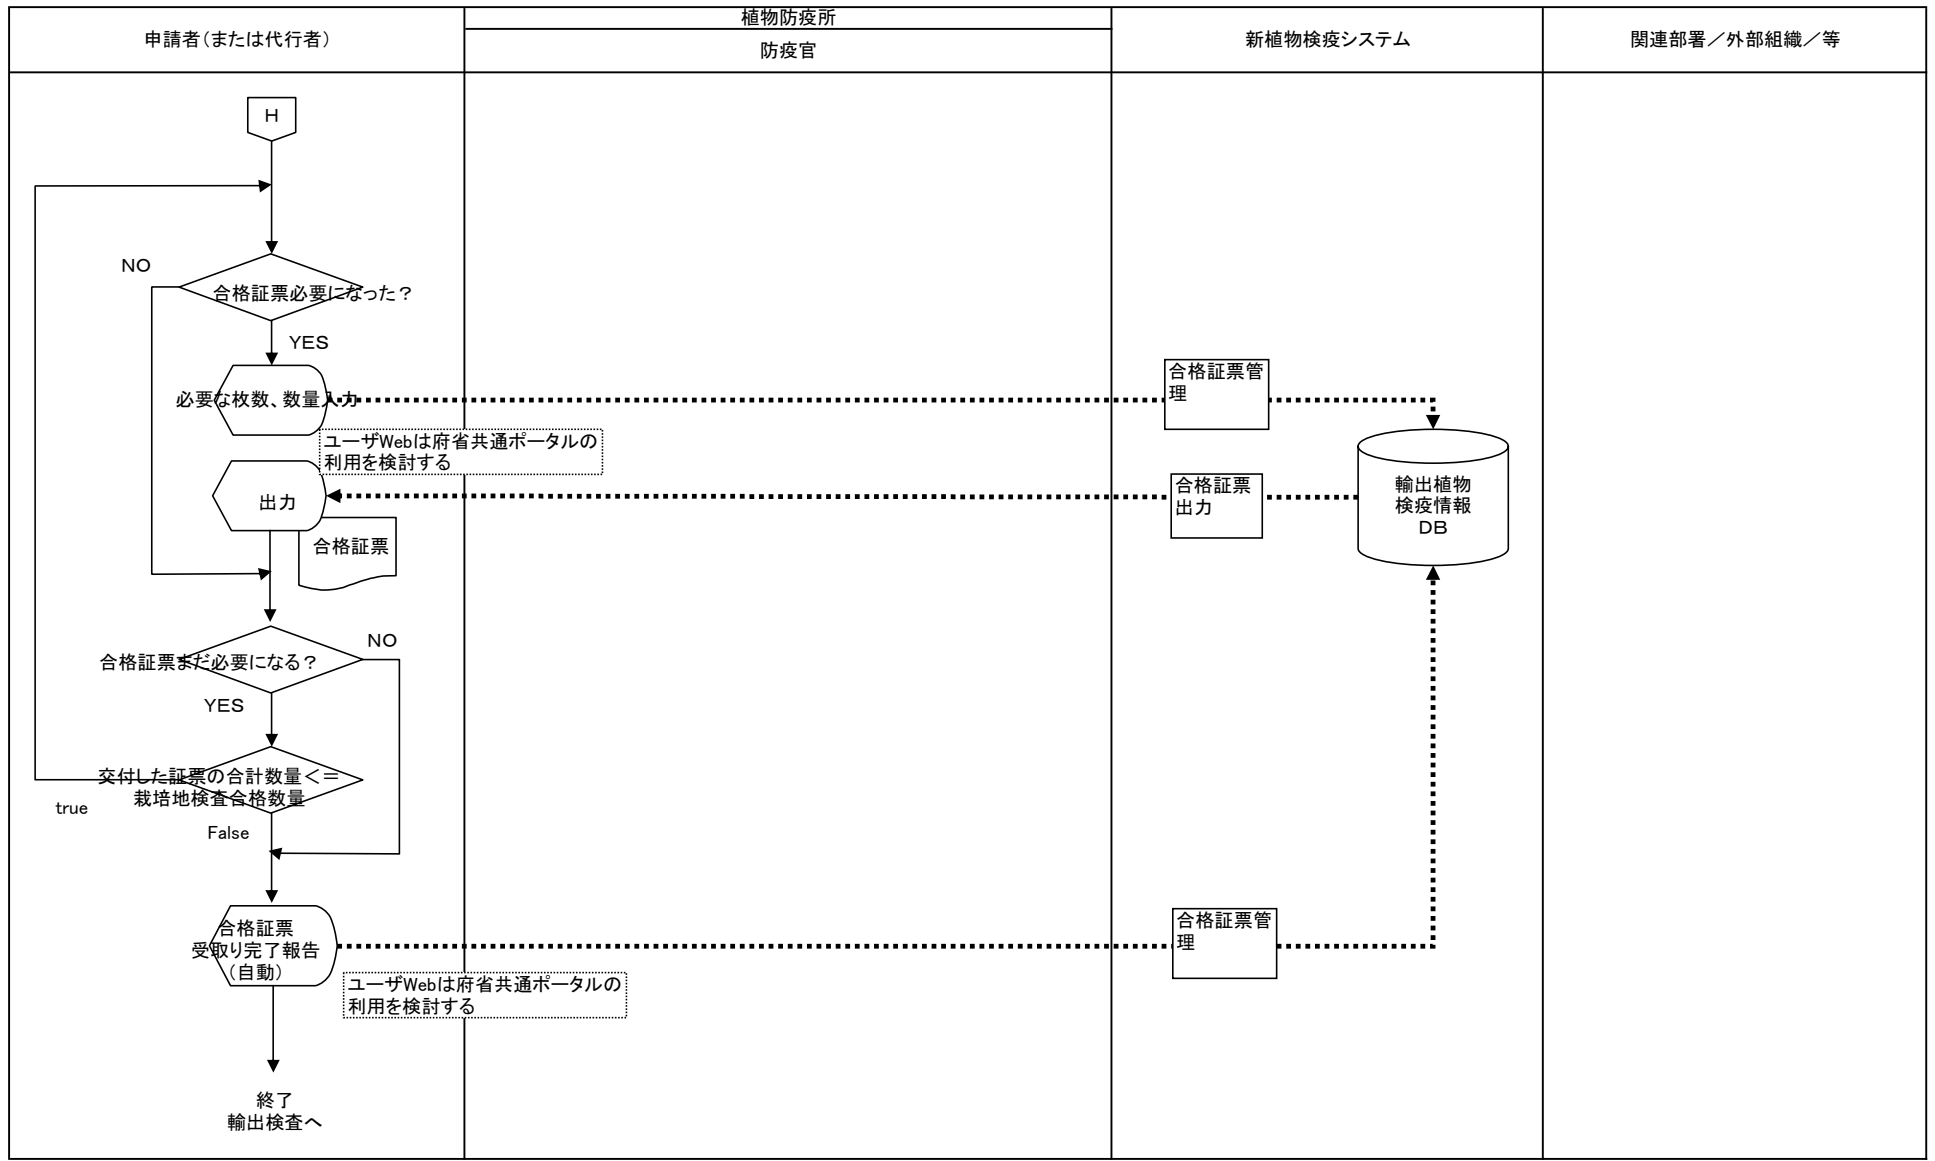 申請者（または代行者）
植物防疫所
防疫官
新植物検疫システム
関連部署／外部組織／等
H
NO
合格証票必要になった？
YES
必要な枚数、数量入力
合格証票管
理
ユーザWebは府省共通ポータルの
利用を検討する
出力
合格証票
出力
輸出植物
検疫情報
DB
合格証票
合格証票まだ必要になる？
NO
YES
交付した証票の合計数量＜＝
栽培地検査合格数量
true
False
合格証票
受取り完了報告
（自動）
合格証票管
理
ユーザWebは府省共通ポータルの
利用を検討する
終了
輸出検査へ